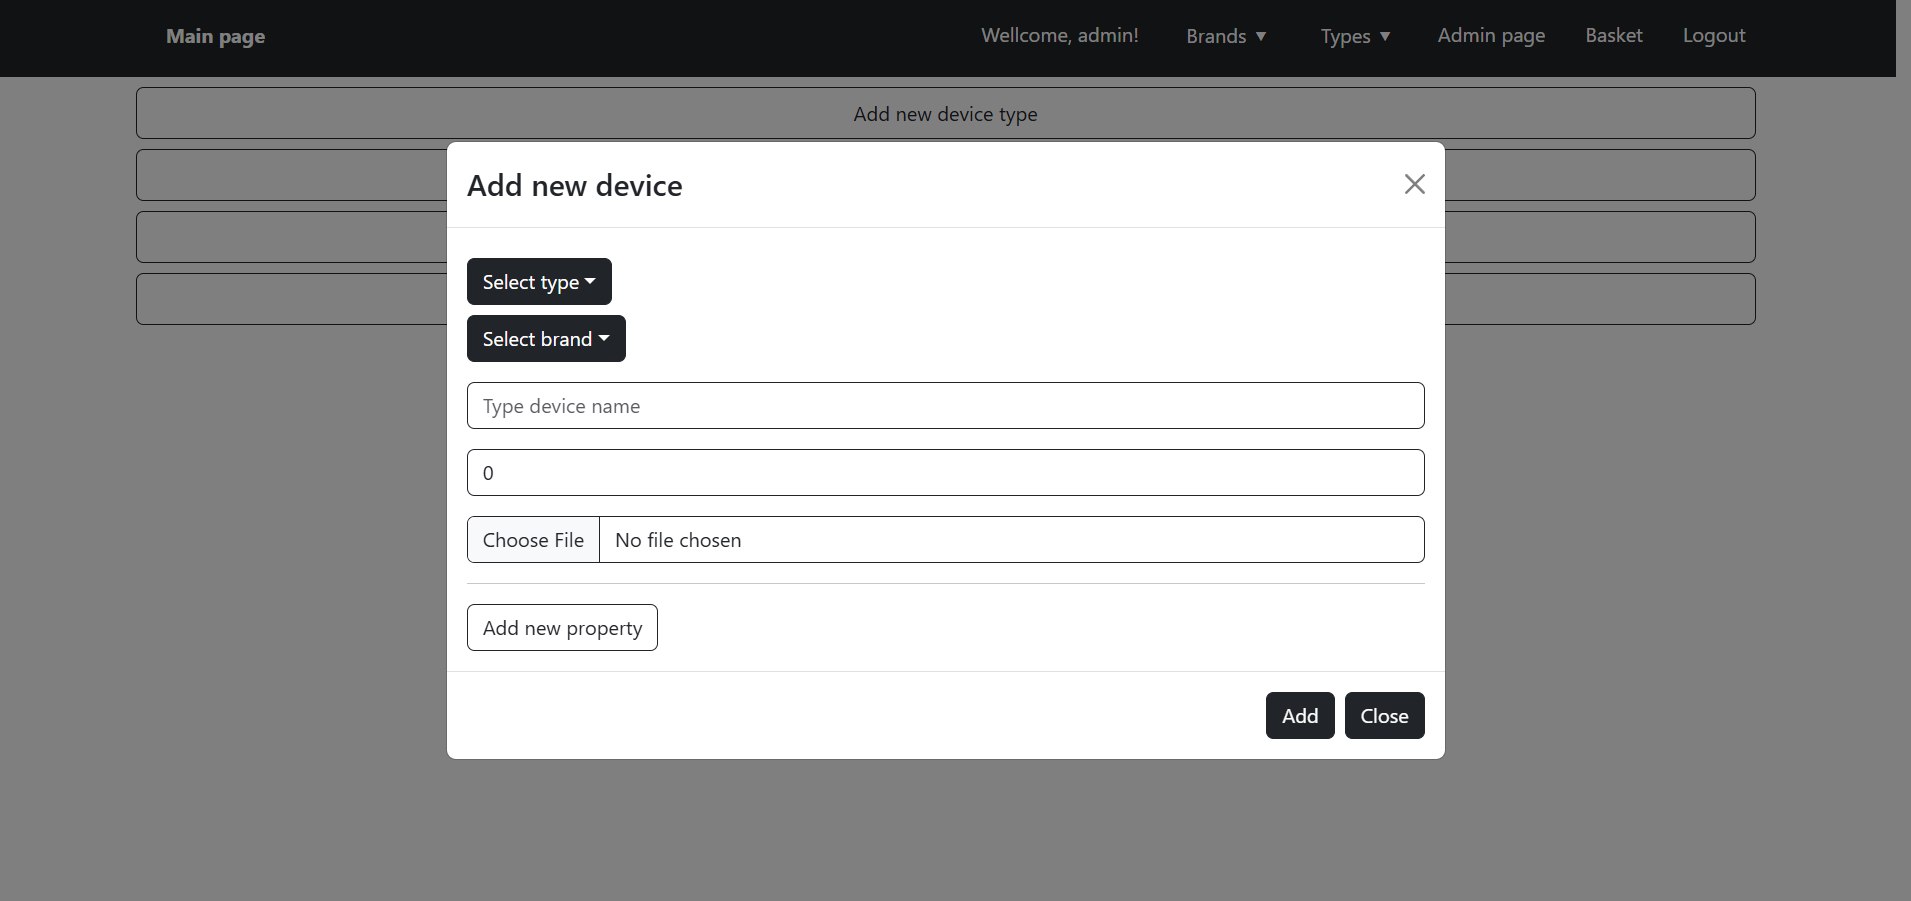 Main page
Wellcome, admin!
Brands ▼
Types ▼
Admin page
Basket
Logout
Add new device type
Add new device
Select type
Select brand
Type device name
0
Choose File
No file chosen
Add new property
Add
Close